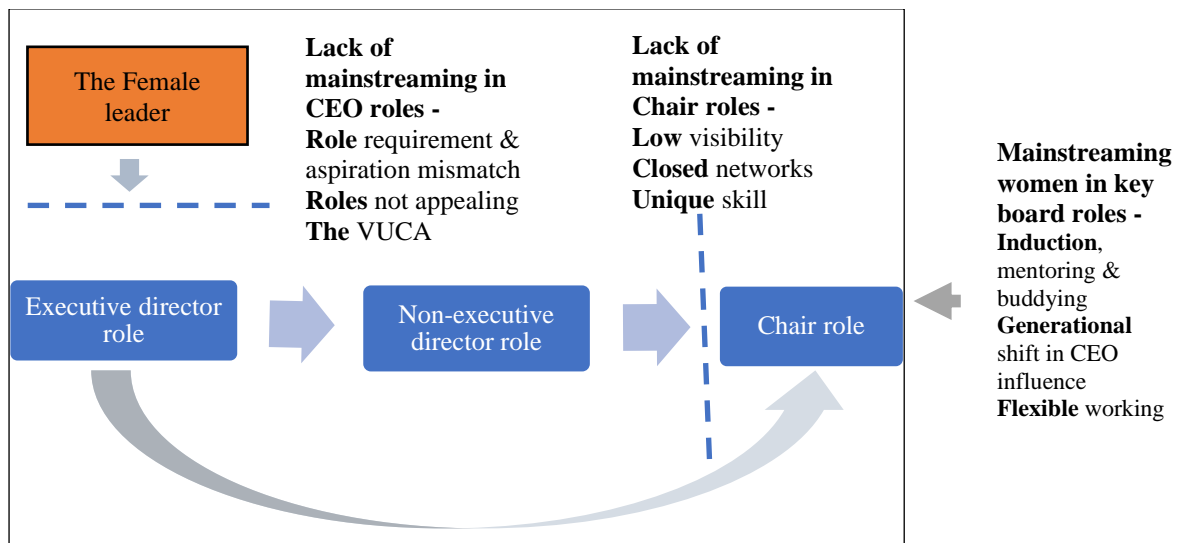 The Female
leader
Lack of
mainstreaming in
CEO roles -
Role requirement &
aspiration mismatch
Roles not appealing
The VUCA
Lack of
mainstreaming in
Chair roles -
Low visibility
Closed networks
Unique skill
Executive director
role
Non-executive
director role
Chair role
Mainstreaming
women in key
board roles -
Induction,
mentoring &
buddying
Generational
shift in CEO
influence
Flexible working